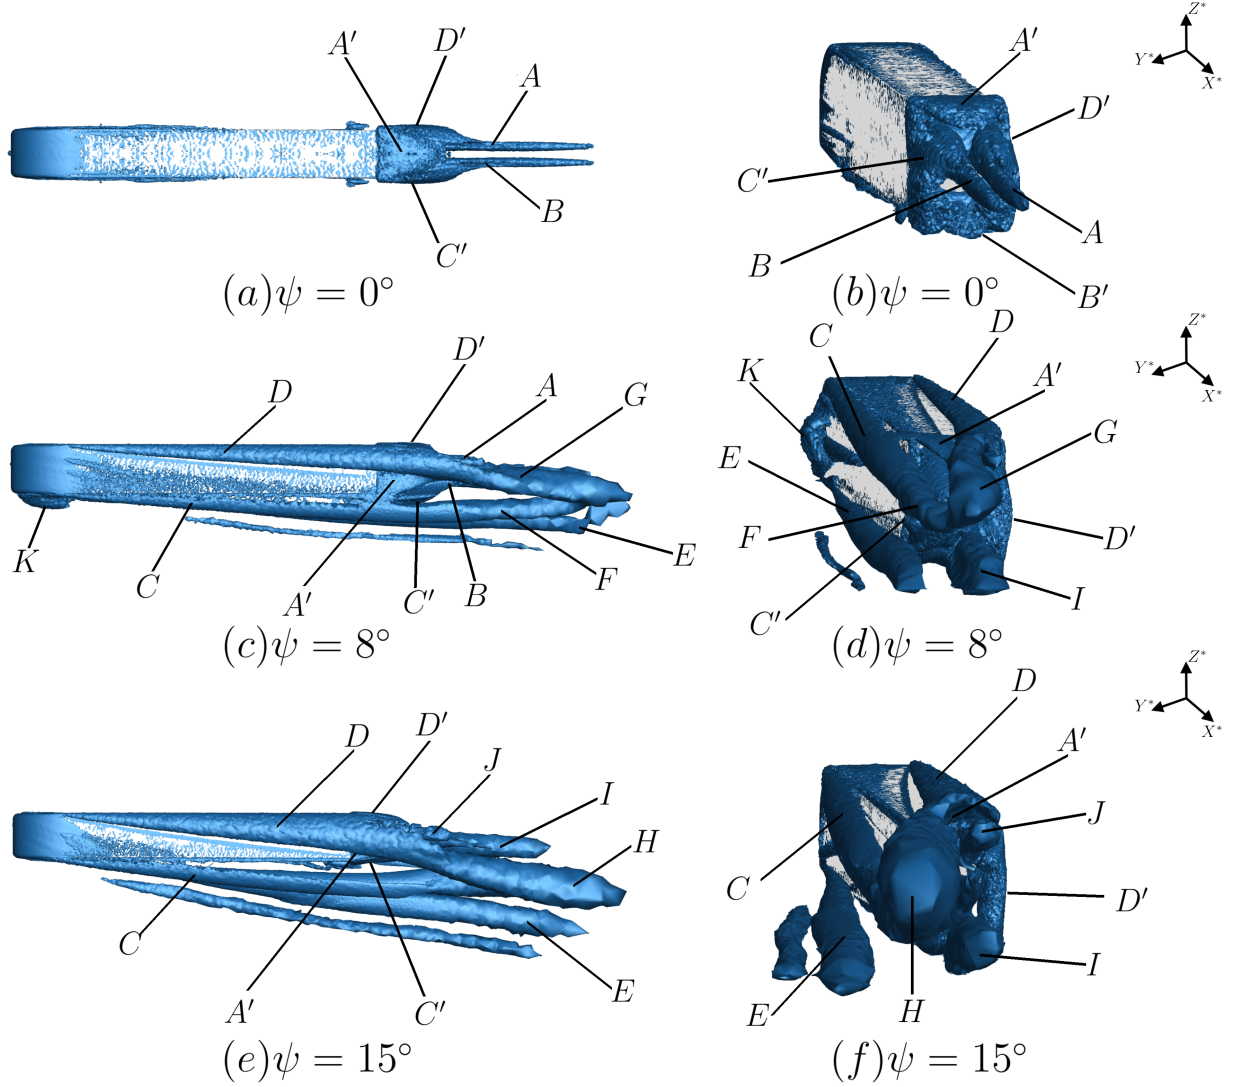 A′
D′
A
B
C′
(a)ψ = 0°
A′
D′
C′
B
A
B′
Z*
Y*
X*
(b)ψ = 0°
D′
D
A
G
K
C
A′
C′
B
F
E
(c)ψ = 8°
D
C
K
A′
G
E
F
D′
C′
I
Z*
Y*
X*
(d)ψ = 8°
D′
D
J
I
H
C
A′
C′
E
(e)ψ = 15°
D
A′
J
C
D′
I
E
H
Z*
Y*
X*
(f)ψ = 15°